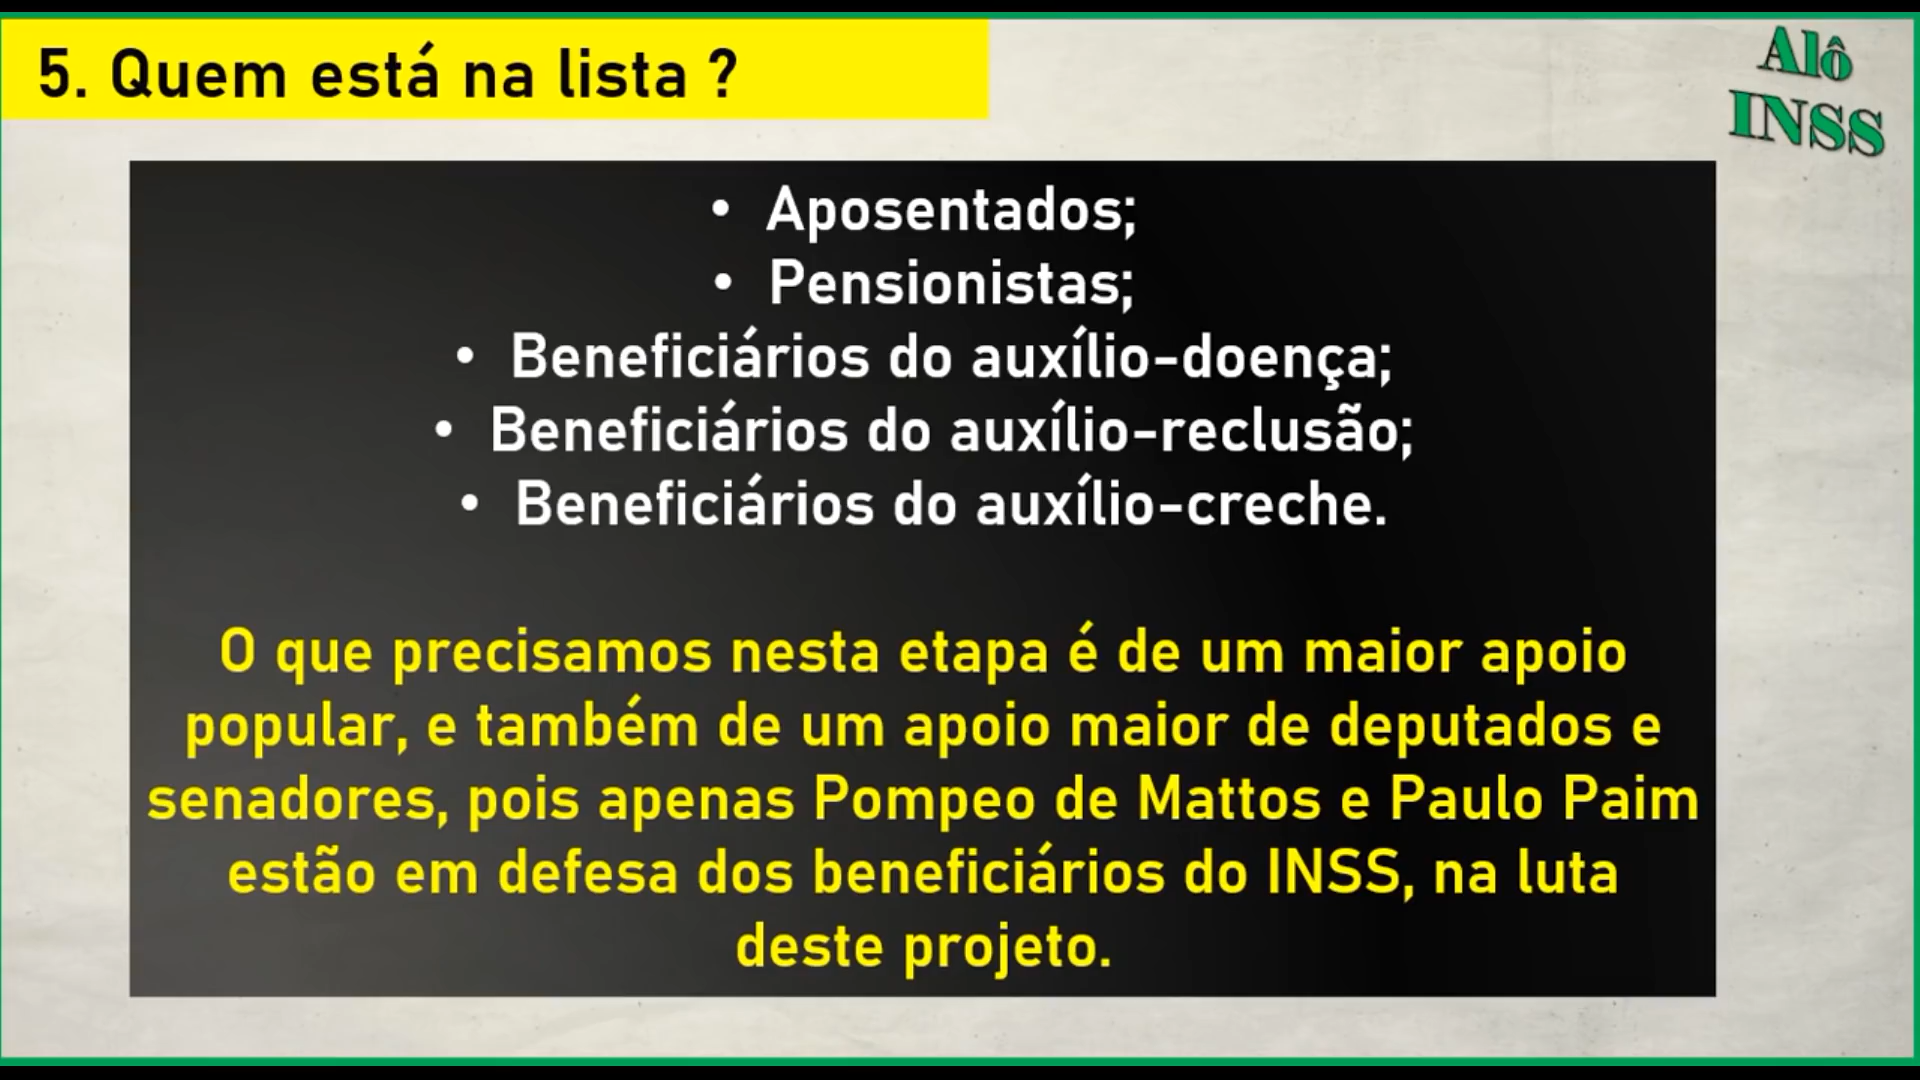 5. Quem está na lista ?
Alô
INSS
• Aposentados;
• Pensionistas;
• Beneficiários do auxílio-doença;
• Beneficiários do auxílio-reclusão;
• Beneficiários do auxílio-creche.
O que precisamos nesta etapa é de um maior apoio
popular, e também de um apoio maior de deputados e
senadores, pois apenas Pompeo de Mattos e Paulo Paim
estão em defesa dos beneficiários do INSS, na luta
deste projeto.